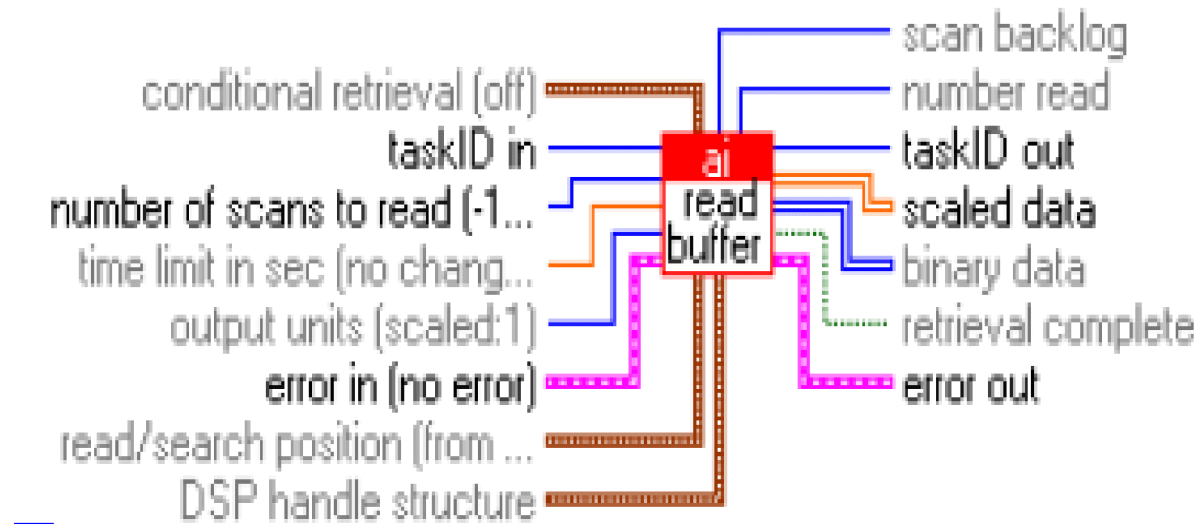 scan backlog
conditional retrieval (off)
number read
taskID in
ai
taskID out
number of scans to read (-1...
read
scaled data
time limit in sec (no chang...
buffer
binary data
output units (scaled:1)
retrieval complete
error in (no error)
error out
read/search position (from ...
DSP handle structure